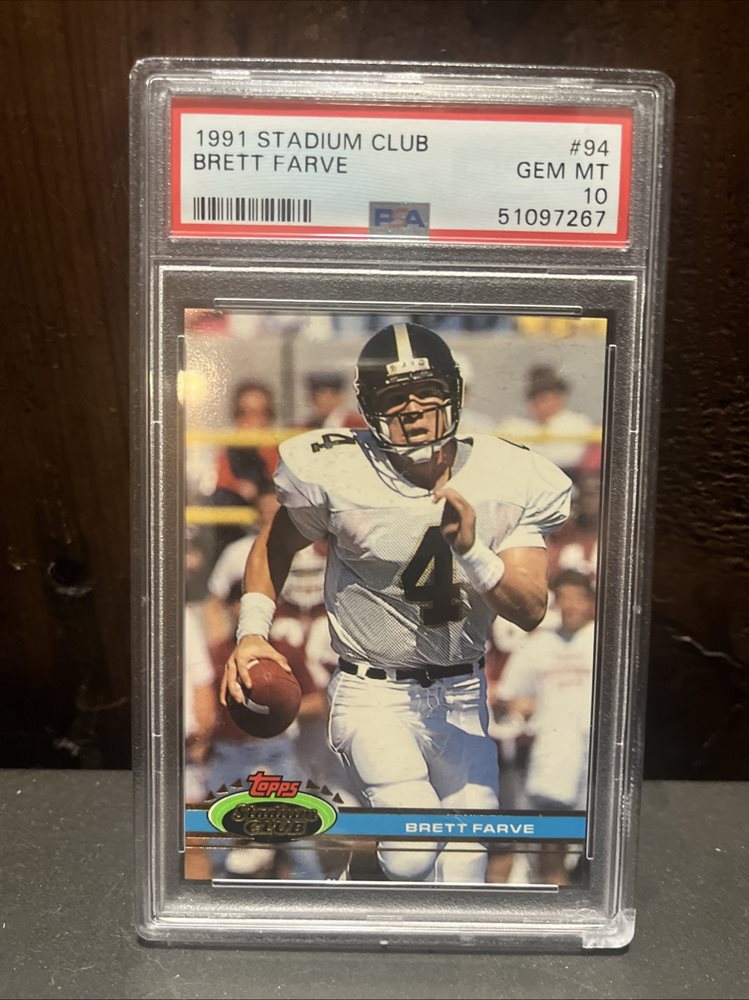 1991 STADIUM CLUB
BRETT FARVE
#94
GEM MT
10
51097267
PSA
4
4
topps
Stadium
CLUB
BRETT FARVE